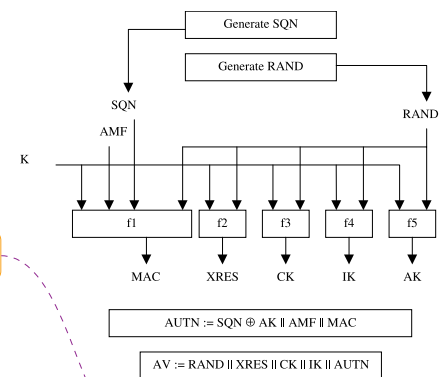 Generate SQN
Generate RAND
SQN
RAND
AMF
K
f1
f2
f3
f4
f5
MAC
XRES
CK
IK
AK
AUTN := SQN ⊕ AK || AMF || MAC
AV := RAND || XRES || CK || IK || AUTN